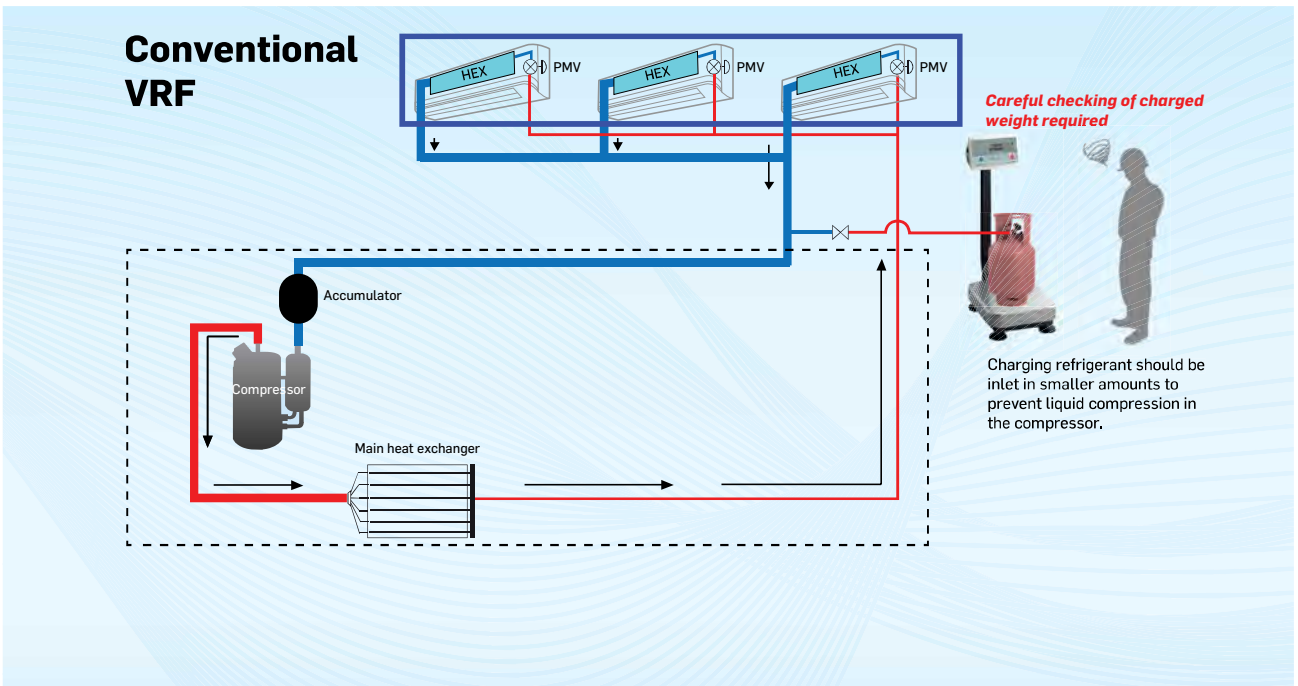 Conventional
VRF
HEX
PMV
HEX
PMV
HEX
PMV
Careful checking of charged
weight required
Accumulator
Compressor
Main heat exchanger
Charging refrigerant should be
inlet in smaller amounts to
prevent liquid compression in
the compressor.